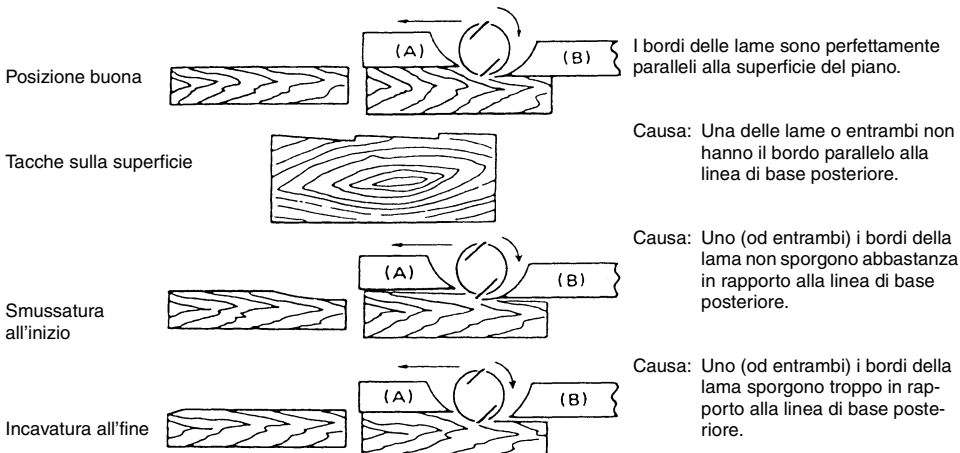 Posizione buona
(A)
(B)
I bordi delle lame sono perfettamente
paralleli alla superficie del piano.
Tacche sulla superficie
Causa: Una delle lame o entrambi non
hanno il bordo parallelo alla
linea di base posteriore.
Smussatura
all'inizio
(A)
(B)
Causa: Uno (od entrambi) i bordi della
lama non sporgono abbastanza
in rapporto alla linea di base
posteriore.
Incavatura all'fine
(A)
(B)
Causa: Uno (od entrambi) i bordi della
lama sporgono troppo in rap-
porto alla linea di base poste-
riore.